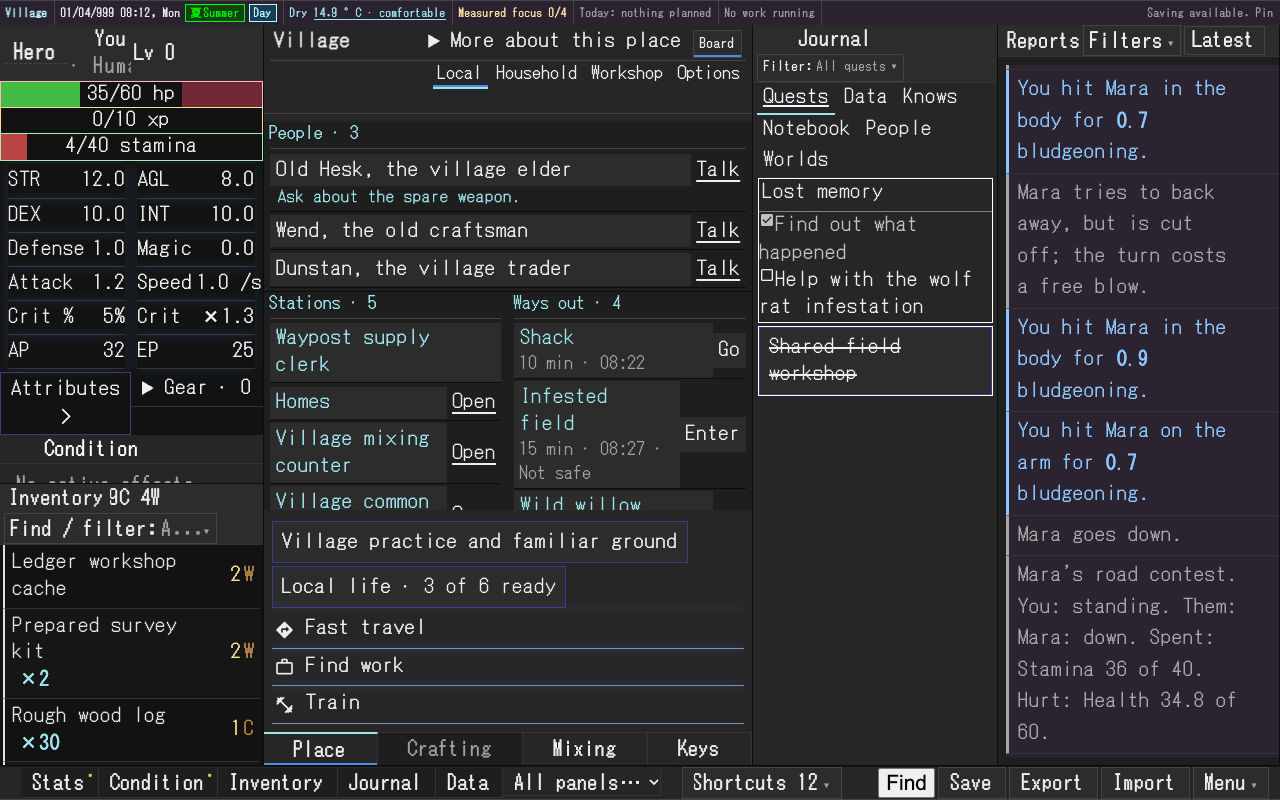 Village 01/04/999 08:12, Mon 夏Summer Day Dry 14.9 ° C · comfortable Measured focus 0/4 Today: nothing planned No work running Saving available. Pin
Hero · You Lv 0
35/60 hp
0/10 xp
4/40 stamina
STR 12.0 AGL 8.0
DEX 10.0 INT 10.0
Defense 1.0 Magic 0.0
Attack 1.2 Speed 1.0 /s
Crit % 5% Crit ×1.3
AP 32 EP 25
Attributes > ▶ Gear · 0
Condition
Inventory 9C 4W
Find / filter: A...▾
Ledger workshop
cache 2W
Prepared survey
kit 2W
×2
Rough wood log 1C
×30
Village ▶ More about this place Board
Local Household Workshop Options
People · 3
Old Hesk, the village elder Talk
Ask about the spare weapon.
Wend, the old craftsman Talk
Dunstan, the village trader Talk
Stations · 5
Waypost supply
clerk
Homes Open
Village mixing
counter Open
Village common
Ways out · 4
Shack
10 min · 08:22 Go
Infested
field
15 min · 08:27 · Enter
Not safe
Wild willow
Village practice and familiar ground
Local life · 3 of 6 ready
Fast travel
Find work
Train
Place Crafting Mixing Keys
Journal
Filter: All quests ▾
Quests Data Knows
Notebook People
Worlds
Lost memory
Find out what
happened
Help with the wolf
rat infestation
Shared field
workshop
Reports Filters ▾ Latest
You hit Mara in the
body for 0.7
bludgeoning.
Mara tries to back
away, but is cut
off; the turn costs
a free blow.
You hit Mara in the
body for 0.9
bludgeoning.
You hit Mara on the
arm for 0.7
bludgeoning.
Mara goes down.
Mara's road contest.
You: standing. Them:
Mara: down. Spent:
Stamina 36 of 40.
Hurt: Health 34.8 of
60.
Stats Condition Inventory Journal Data All panels… Shortcuts 12 ▾ Find Save Export Import Menu ▾